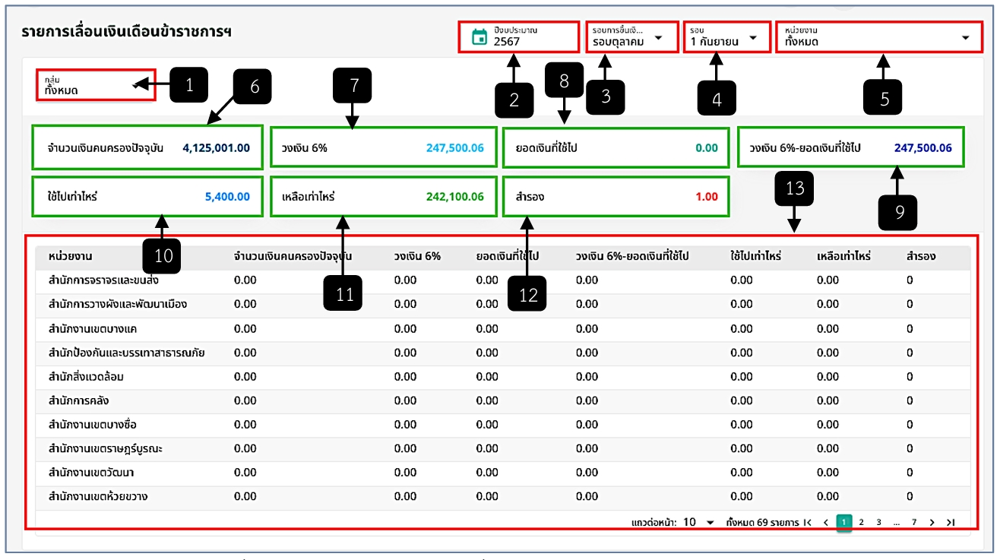 รายการเลื่อนเงินเดือนข้าราชการฯ
ปีงบประมาณ
2567
รอบการขึ้นเงิ...
รอบตุลาคม
รอบ
1 กันยายน
หน่วยงาน
ทั้งหมด
กลุ่ม
ทั้งหมด
1
6
7
2
8
3
4
5
จำนวนเงินคนครองปัจจุบัน 4,125,001.00
วงเงิน 6% 247,500.06
ยอดเงินที่ใช้ไป 0.00
วงเงิน 6%-ยอดเงินที่ใช้ไป 247,500.06
ใช้ไปเท่าไหร่ 5,400.00
เหลือเท่าไหร่ 242,100.06
สำรอง 1.00
13
9
10
11
12
หน่วยงาน จำนวนเงินคนครองปัจจุบัน วงเงิน 6% ยอดเงินที่ใช้ไป วงเงิน 6%-ยอดเงินที่ใช้ไป ใช้ไปเท่าไหร่ เหลือเท่าไหร่ สำรอง
สำนักการจราจรและขนส่ง 0.00 0.00 0.00 0.00 0.00 0.00 0
สำนักการวางผังและพัฒนาเมือง 0.00 0.00 0.00 0.00 0.00 0.00 0
สำนักงานเขตบางแค 0.00 0.00 0.00 0.00 0.00 0.00 0
สำนักป้องกันและบรรเทาสาธารณภัย 0.00 0.00 0.00 0.00 0.00 0.00 0
สำนักสิ่งแวดล้อม 0.00 0.00 0.00 0.00 0.00 0.00 0
สำนักการคลัง 0.00 0.00 0.00 0.00 0.00 0.00 0
สำนักงานเขตบางซื่อ 0.00 0.00 0.00 0.00 0.00 0.00 0
สำนักงานเขตราษฎร์บูรณะ 0.00 0.00 0.00 0.00 0.00 0.00 0
สำนักงานเขตวัฒนา 0.00 0.00 0.00 0.00 0.00 0.00 0
สำนักงานเขตห้วยขวาง 0.00 0.00 0.00 0.00 0.00 0.00 0
แถวต่อหน้า: 10 ทั้งหมด 69 รายการ 1 2 3 ... 7